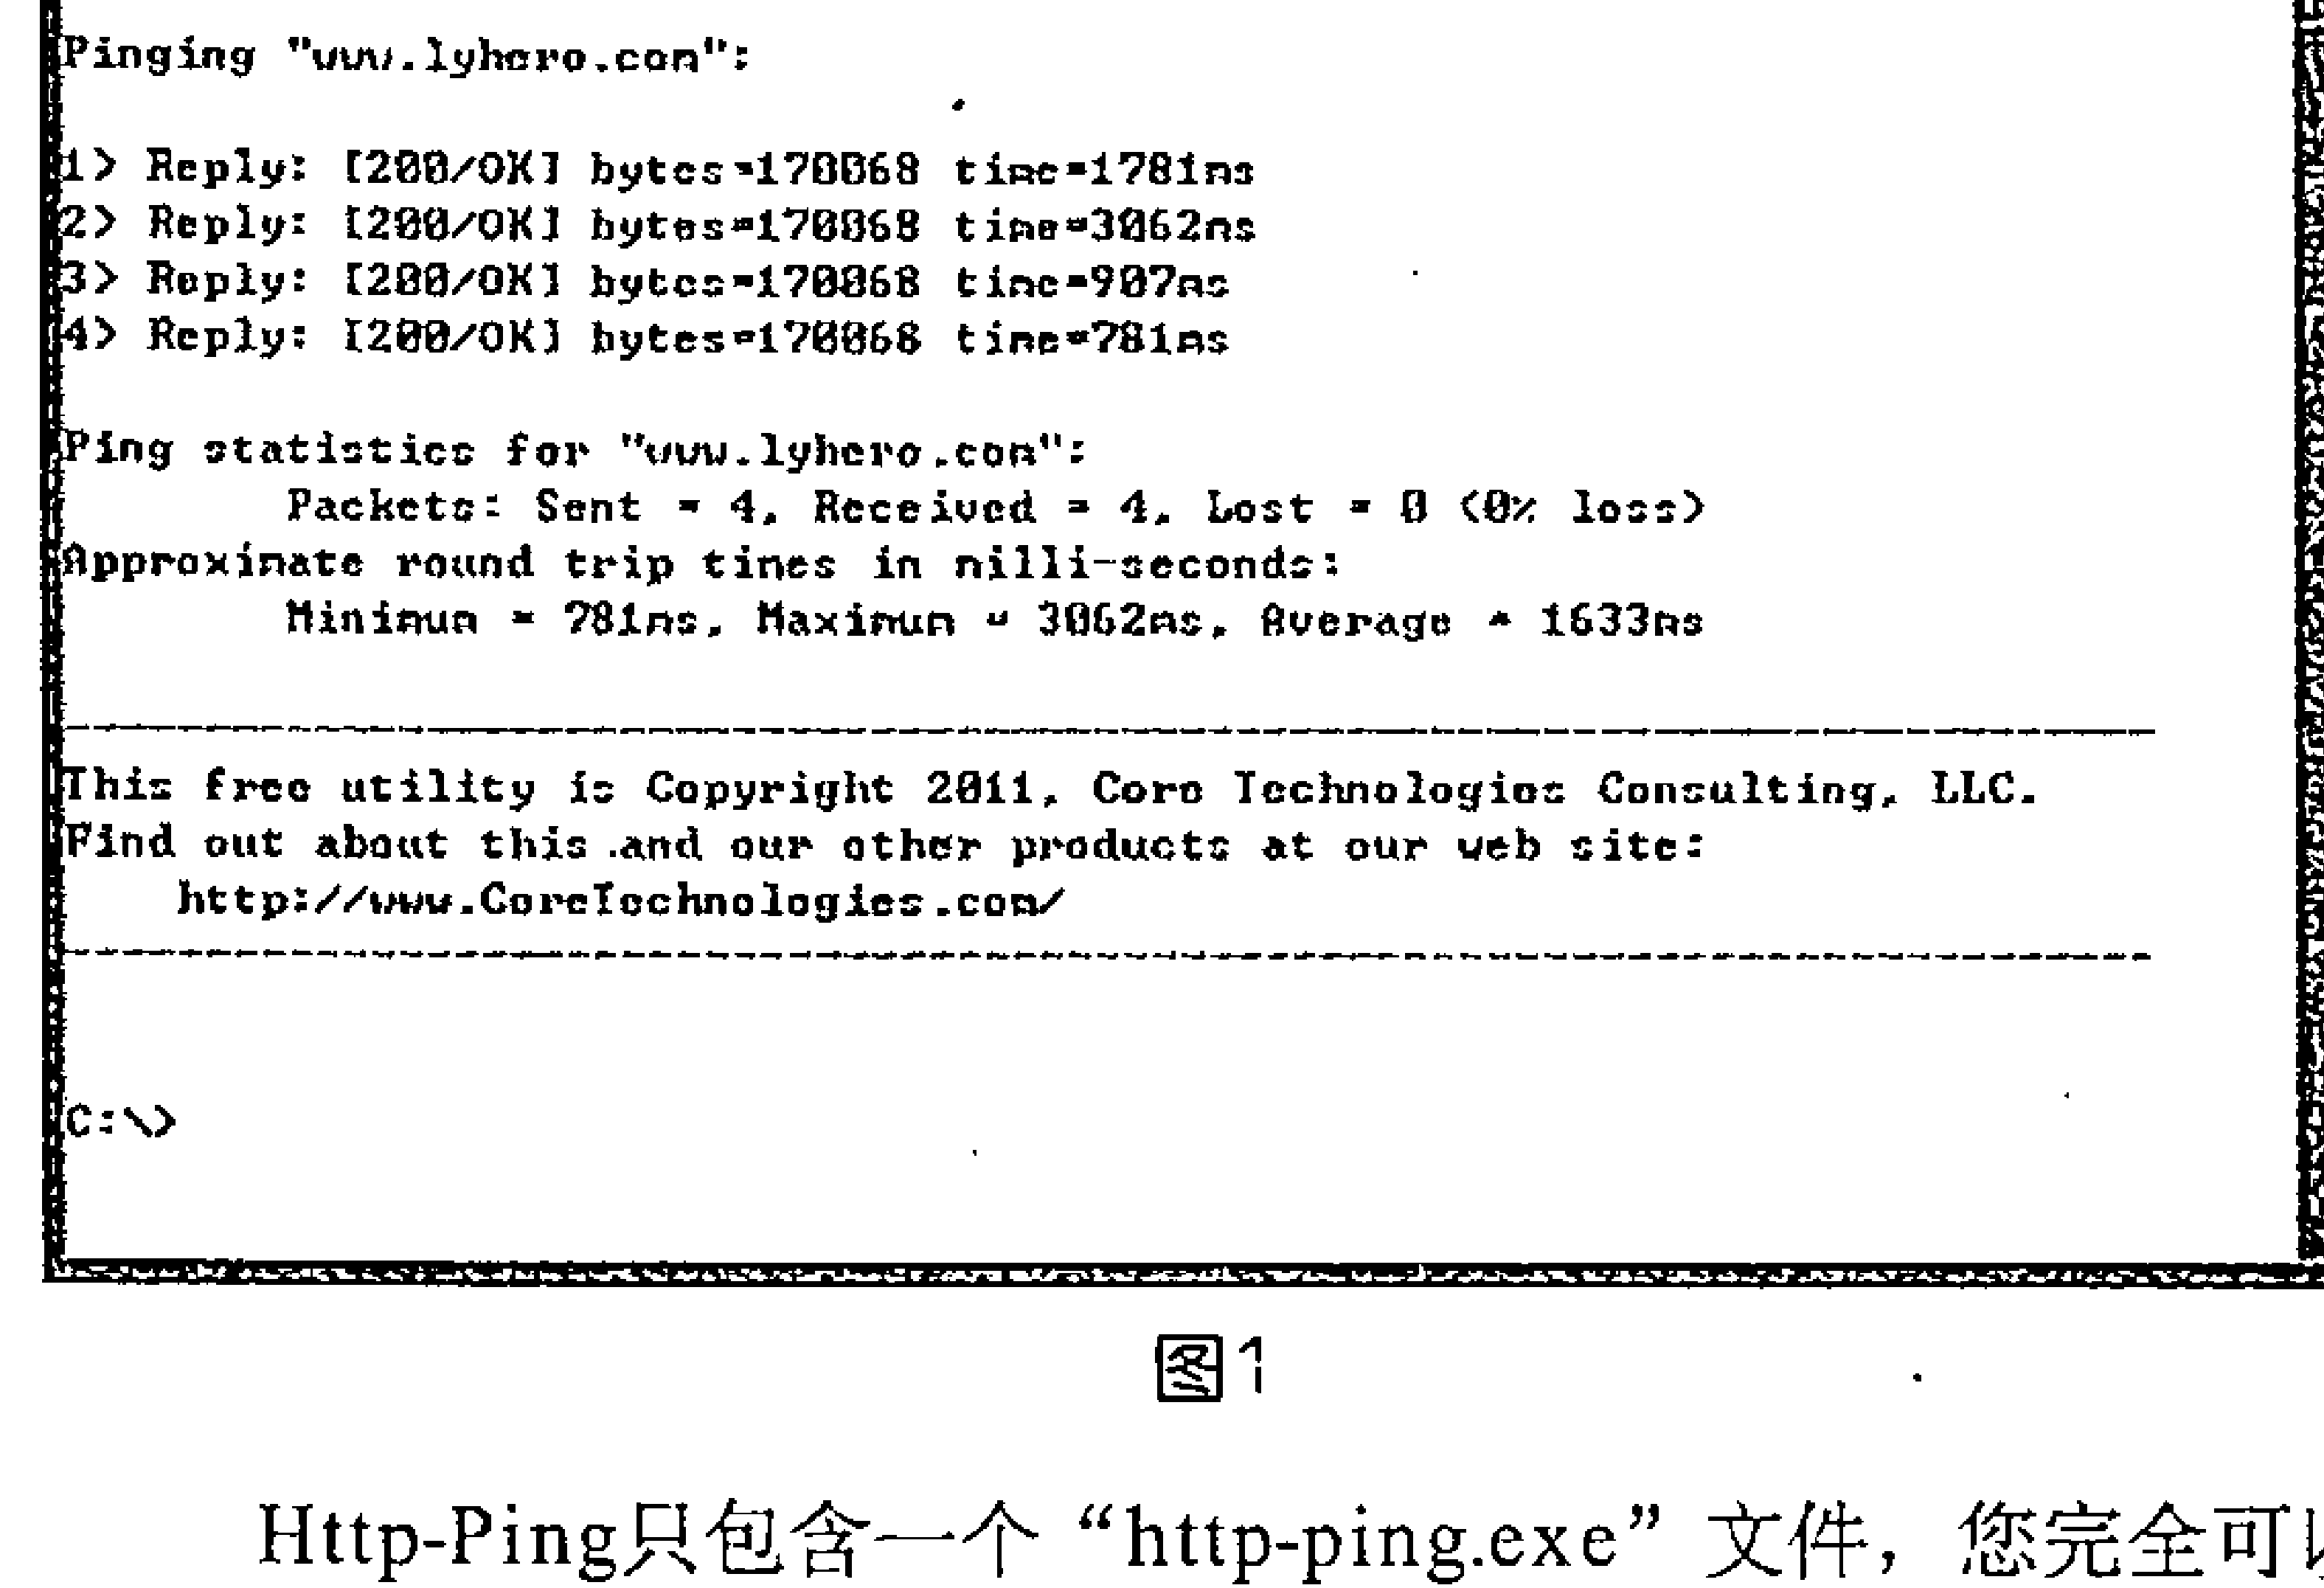 Pinging "www.lyhero.com":
1> Reply: [200/OK] bytes=170068 time=1781ms
2> Reply: [200/OK] bytes=170068 time=3062ms
3> Reply: [200/OK] bytes=170068 time=907ms
4> Reply: [200/OK] bytes=170068 time=781ms
Ping statistics for "www.lyhero.com":
Packets: Sent = 4, Received = 4, Lost = 0 (0% loss)
Approximate round trip times in milli-seconds:
Minimum = 781ms, Maximum = 3062ms, Average = 1633ms
This free utility is Copyright 2011, Core Technologies Consulting, LLC.
Find out about this and our other products at our web site:
http://www.CoreTechnologies.com/
C:\>
图1
Http-Ping只包含一个“http-ping.exe”文件，您完全可以